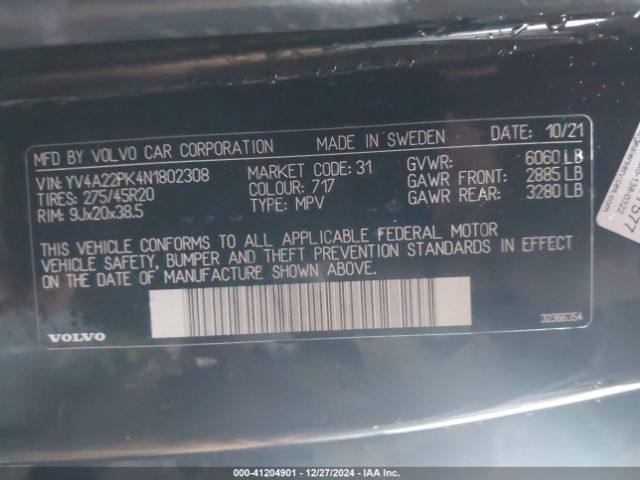 MFD BY VOLVO CAR CORPORATION MADE IN SWEDEN DATE: 10/21
VIN: YV4A22PK4N1802308 MARKET CODE: 31 GVWR: 6060 LB
TIRES: 275/45R20 COLOUR: 717 GAWR FRONT: 2885 LB
RIM: 9Jx20x38.5 TYPE: MPV GAWR REAR: 3280 LB
THIS VEHICLE CONFORMS TO ALL APPLICABLE FEDERAL MOTOR
VEHICLE SAFETY, BUMPER AND THEFT PREVENTION STANDARDS IN EFFECT
ON THE DATE OF MANUFACTURE SHOWN ABOVE.
VOLVO 32366354
000-41204901 - 12/27/2024 - IAA Inc.